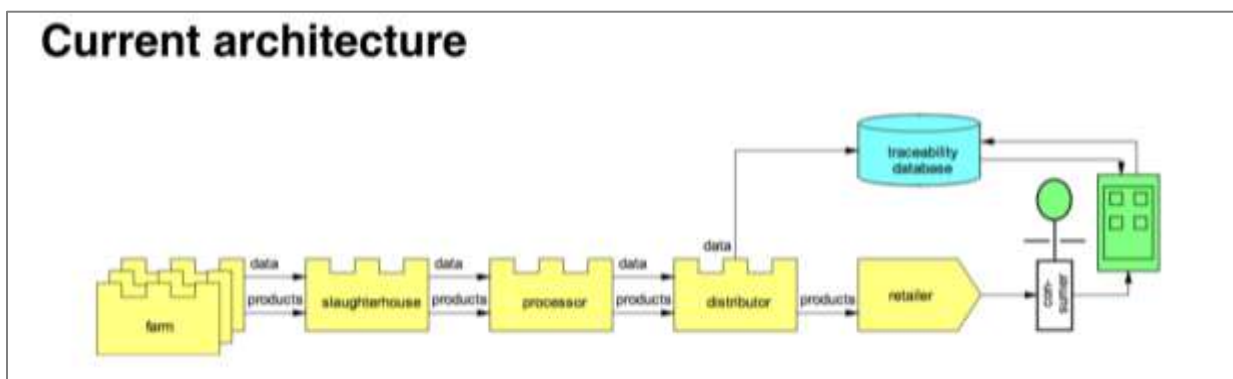 Current architecture
traceability
database
data
data
data
data
products
products
products
products
farm
slaughterhouse
processor
distributor
retailer
con-
sumer